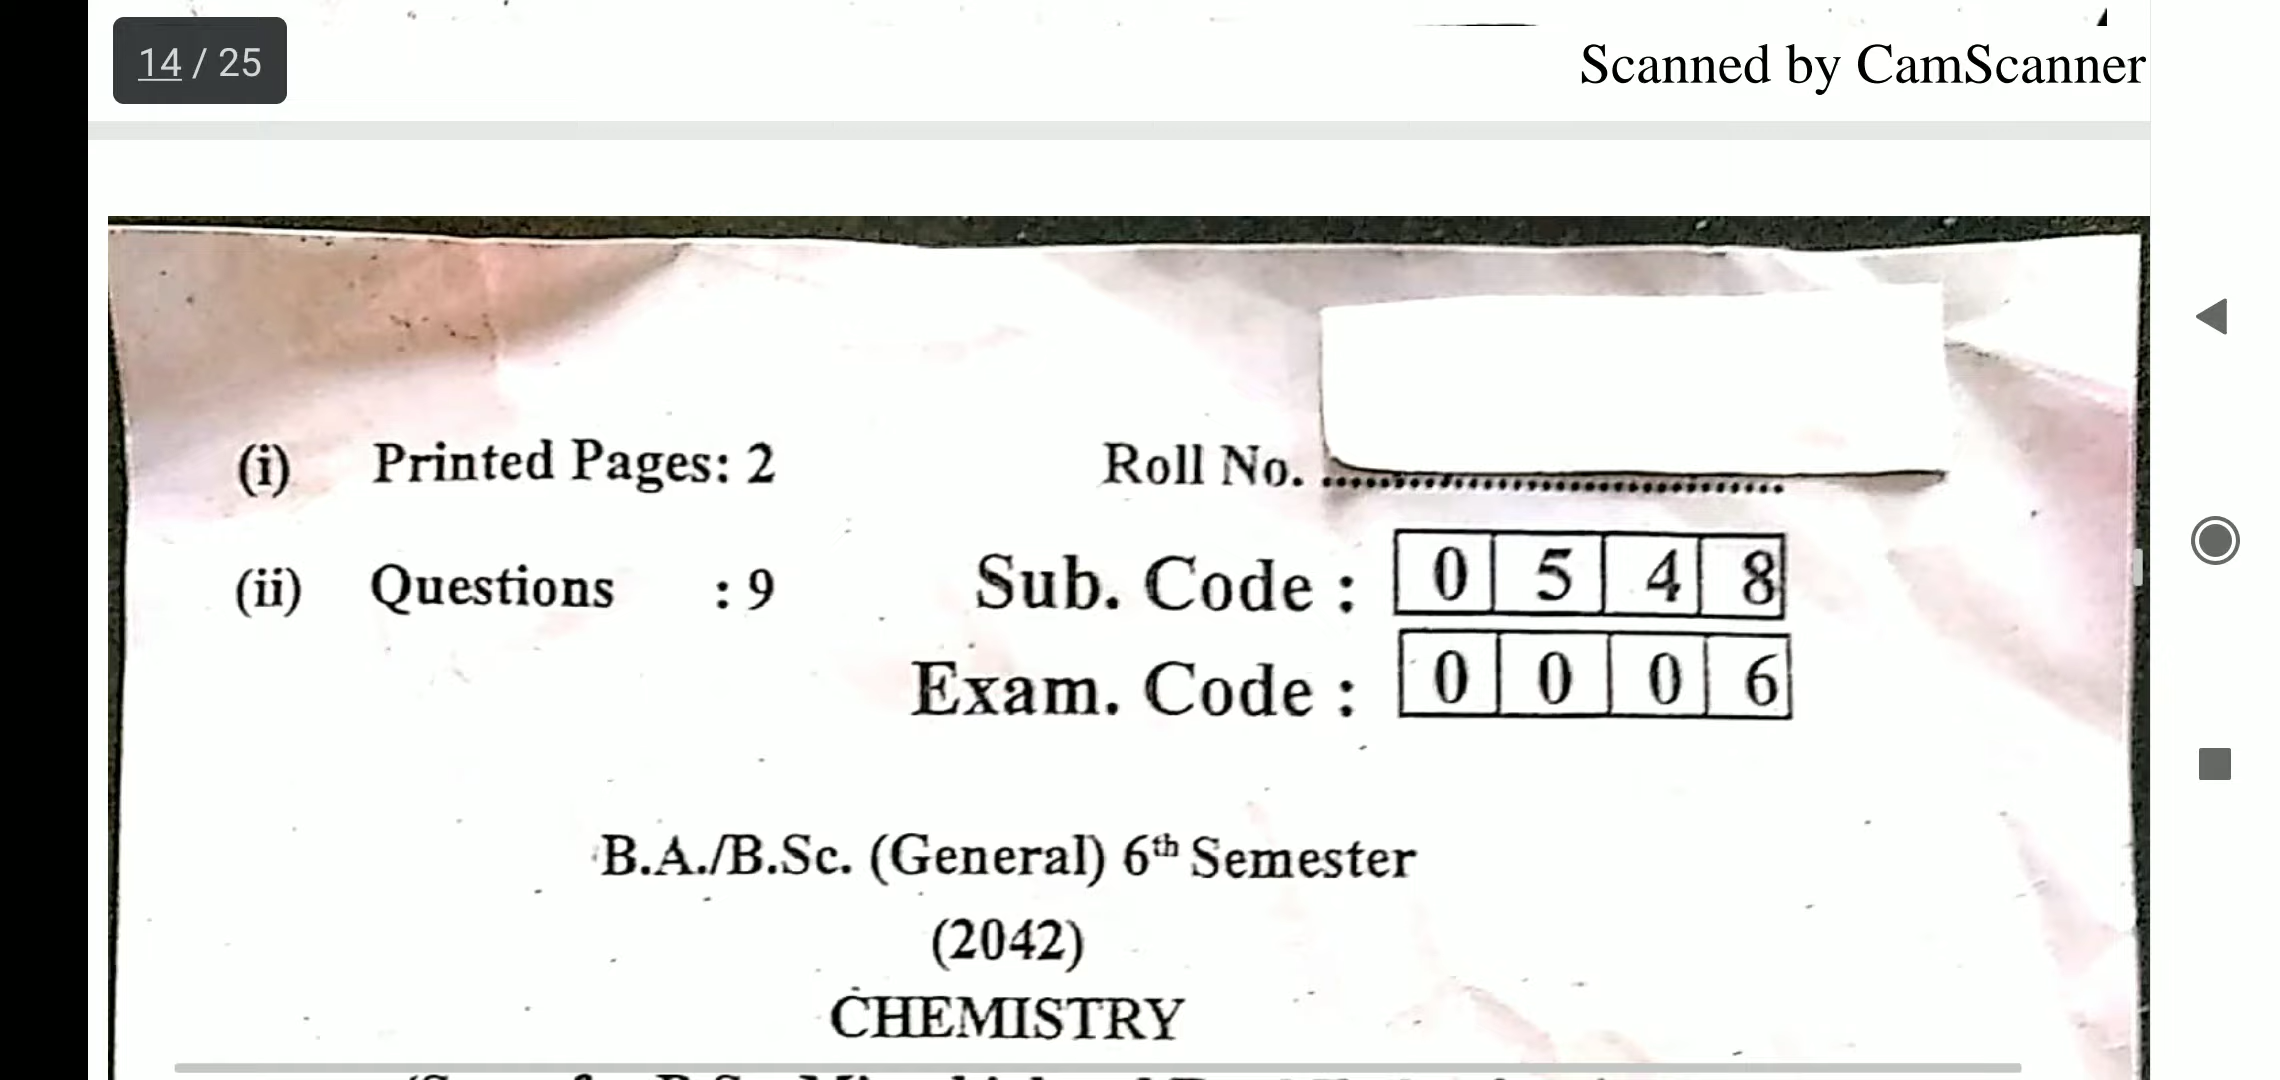 14 / 25
Scanned by CamScanner
(i) Printed Pages: 2 Roll No. ..........................................
(ii) Questions : 9 Sub. Code : 0 5 4 8
Exam. Code : 0 0 0 6
B.A./B.Sc. (General) 6th Semester
(2042)
CHEMISTRY